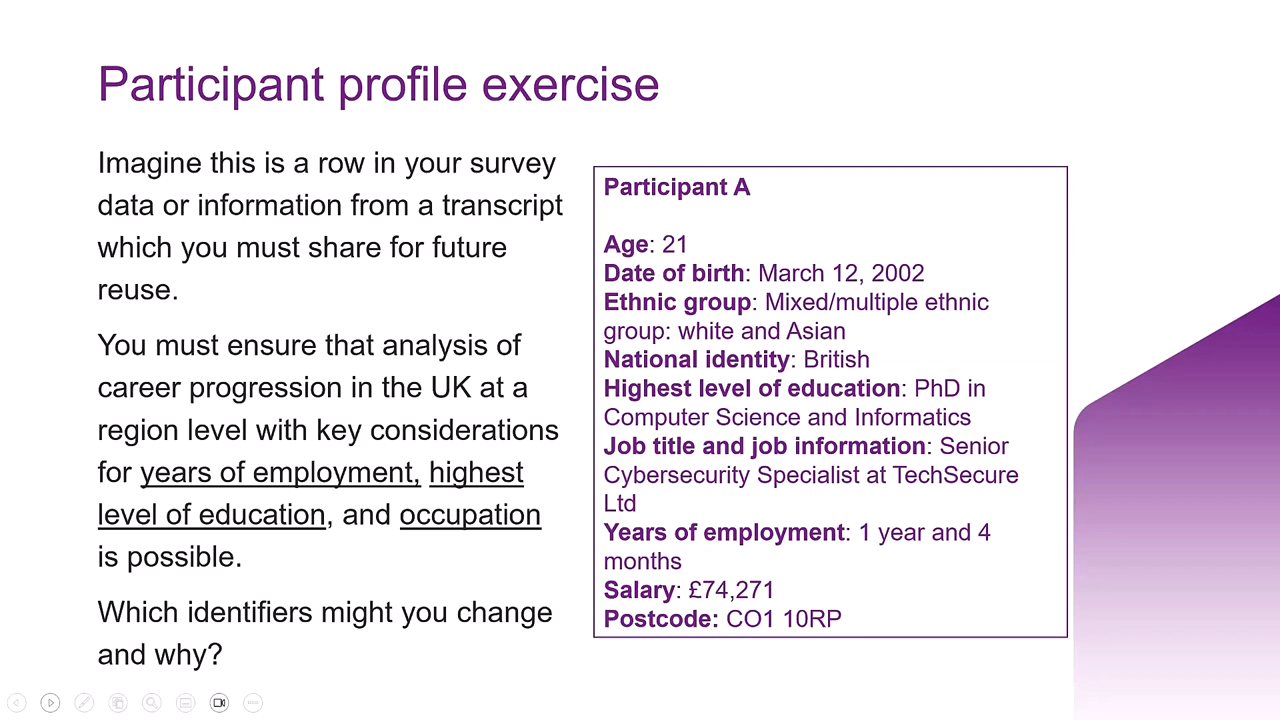 Participant profile exercise
Imagine this is a row in your survey
data or information from a transcript
which you must share for future
reuse.
You must ensure that analysis of
career progression in the UK at a
region level with key considerations
for years of employment, highest
level of education, and occupation
is possible.
Which identifiers might you change
and why?
Participant A
Age: 21
Date of birth: March 12, 2002
Ethnic group: Mixed/multiple ethnic
group: white and Asian
National identity: British
Highest level of education: PhD in
Computer Science and Informatics
Job title and job information: Senior
Cybersecurity Specialist at TechSecure
Ltd
Years of employment: 1 year and 4
months
Salary: £74,271
Postcode: CO1 10RP